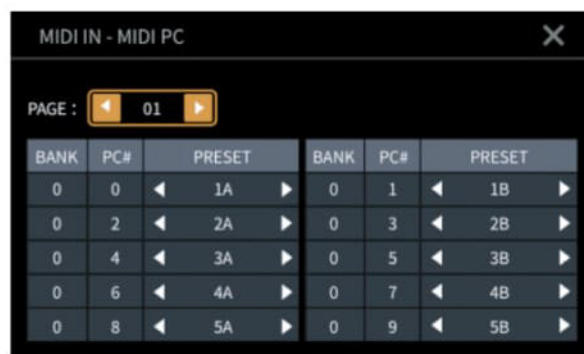 MIDI IN - MIDI PC
PAGE : 01
BANK PC# PRESET BANK PC# PRESET
0 0 1A 0 1 1B
0 2 2A 0 3 2B
0 4 3A 0 5 3B
0 6 4A 0 7 4B
0 8 5A 0 9 5B